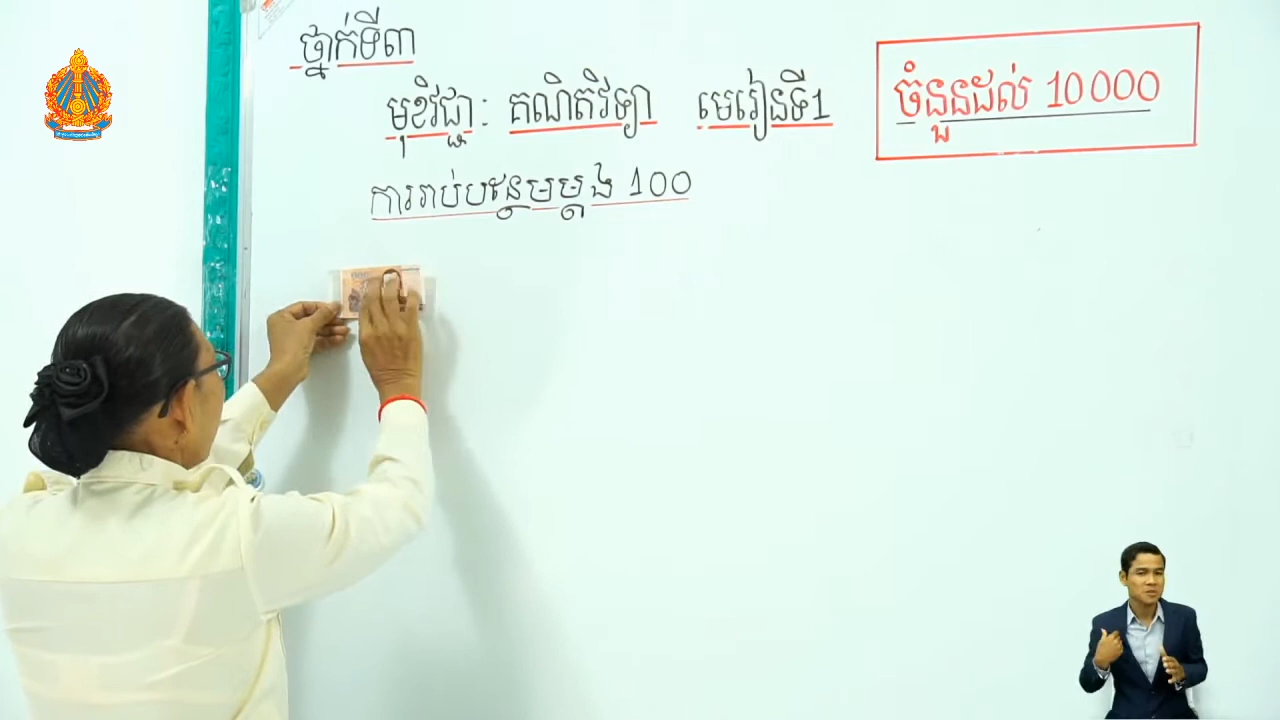 ថ្នាក់ទី៣
មុខវិជ្ជា : គណិតវិទ្យា មេរៀនទី1
ចំនួនដល់ 10000
ការរាប់បន្ថែមម្តង 100